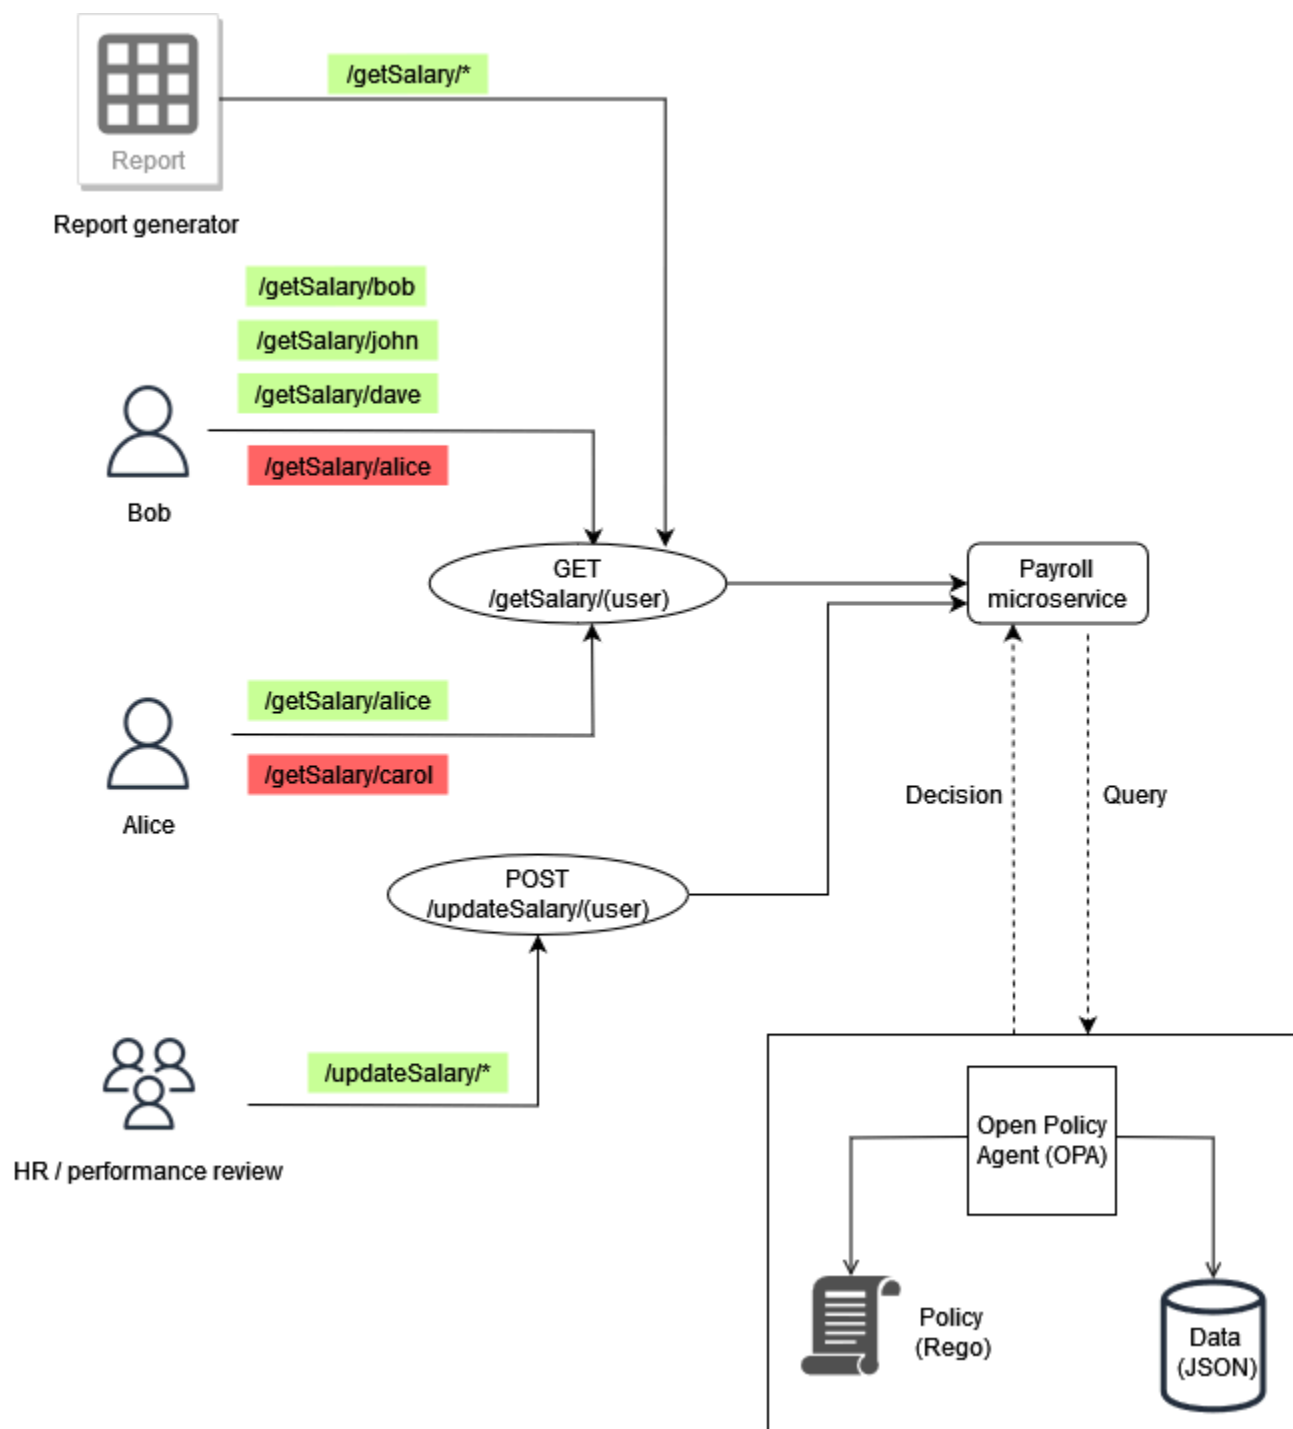 /getSalary/*
Report
Report generator
/getSalary/bob
/getSalary/john
/getSalary/dave
/getSalary/alice
Bob
GET
/getSalary/(user)
Payroll
microservice
/getSalary/alice
/getSalary/carol
Alice
Decision
Query
POST
/updateSalary/(user)
/updateSalary/*
HR / performance review
Open Policy
Agent (OPA)
Policy
(Rego)
Data
(JSON)